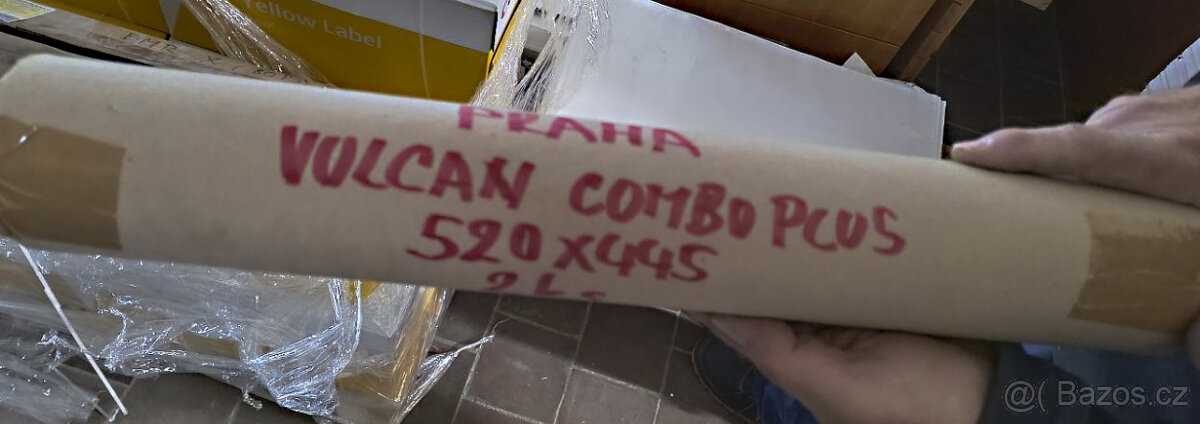 Yellow Label
PRAHA
VULCAN COMBO PLUS
520x445
@( Bazos.cz